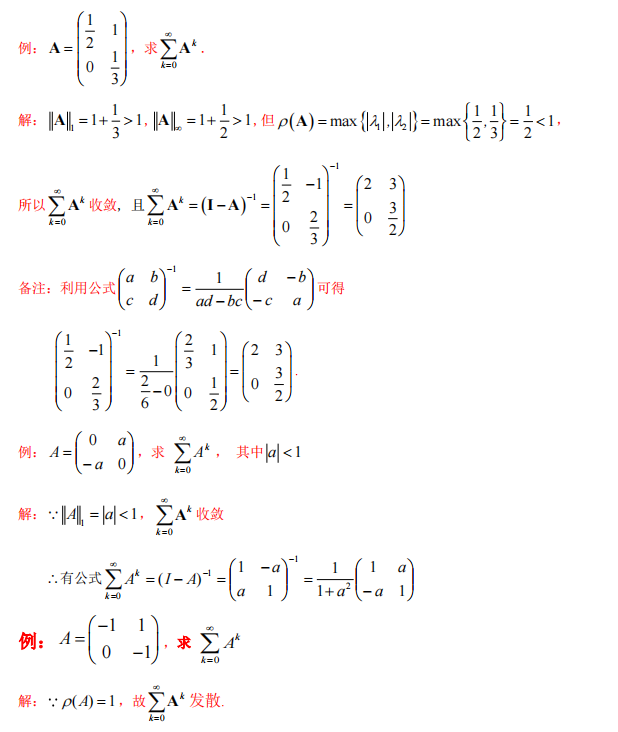 例： $\mathbf{A}=\begin{pmatrix}\frac{1}{2} & 1\\ 0 & \frac{1}{3}\end{pmatrix}$，求$\sum_{k=0}^{\infty}\mathbf{A}^k$．
解：$\|\mathbf{A}\|_1=1+\frac{1}{3}>1$，$\|\mathbf{A}\|_\infty=1+\frac{1}{2}>1$，但 $\rho(\mathbf{A})=\max\{|\lambda_1|,|\lambda_2|\}=\max\left\{\frac{1}{2},\frac{1}{3}\right\}=\frac{1}{2}<1$，
所以$\sum_{k=0}^{\infty}\mathbf{A}^k$ 收敛，且$\sum_{k=0}^{\infty}\mathbf{A}^k=(\mathbf{I}-\mathbf{A})^{-1}=\begin{pmatrix}\frac{1}{2} & -1\\ 0 & \frac{2}{3}\end{pmatrix}^{-1}=\begin{pmatrix}2 & 3\\ 0 & \frac{3}{2}\end{pmatrix}$
备注：利用公式$\begin{pmatrix}a & b\\ c & d\end{pmatrix}^{-1}=\frac{1}{ad-bc}\begin{pmatrix}d & -b\\ -c & a\end{pmatrix}$可得
$\begin{pmatrix}\frac{1}{2} & -1\\ 0 & \frac{2}{3}\end{pmatrix}^{-1}=\frac{1}{\frac{2}{6}-0}\begin{pmatrix}\frac{2}{3} & 1\\ 0 & \frac{1}{2}\end{pmatrix}=\begin{pmatrix}2 & 3\\ 0 & \frac{3}{2}\end{pmatrix}$.
例： $A=\begin{pmatrix}0 & a\\ -a & 0\end{pmatrix}$，求 $\sum_{k=0}^{\infty}A^k$， 其中$|a|<1$
解：$\because\|A\|_1=|a|<1$，$\sum_{k=0}^{\infty}\mathbf{A}^k$ 收敛
∴有公式$\sum_{k=0}^{\infty}A^k=(I-A)^{-1}=\begin{pmatrix}1 & -a\\ a & 1\end{pmatrix}^{-1}=\frac{1}{1+a^2}\begin{pmatrix}1 & a\\ -a & 1\end{pmatrix}$
例： $A=\begin{pmatrix}-1 & 1\\ 0 & -1\end{pmatrix}$，求 $\sum_{k=0}^{\infty}A^k$
解：$\because\rho(A)=1$，故$\sum_{k=0}^{\infty}\mathbf{A}^k$ 发散.